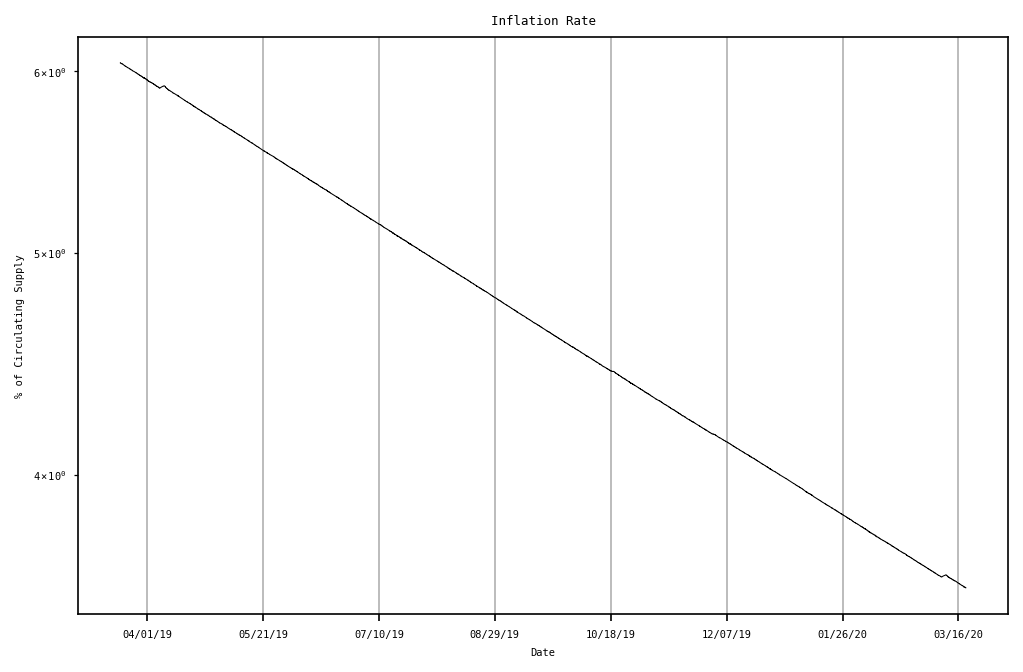 Inflation Rate
6×10⁰
5×10⁰
4×10⁰
% of Circulating Supply
04/01/19 05/21/19 07/10/19 08/29/19 10/18/19 12/07/19 01/26/20 03/16/20
Date